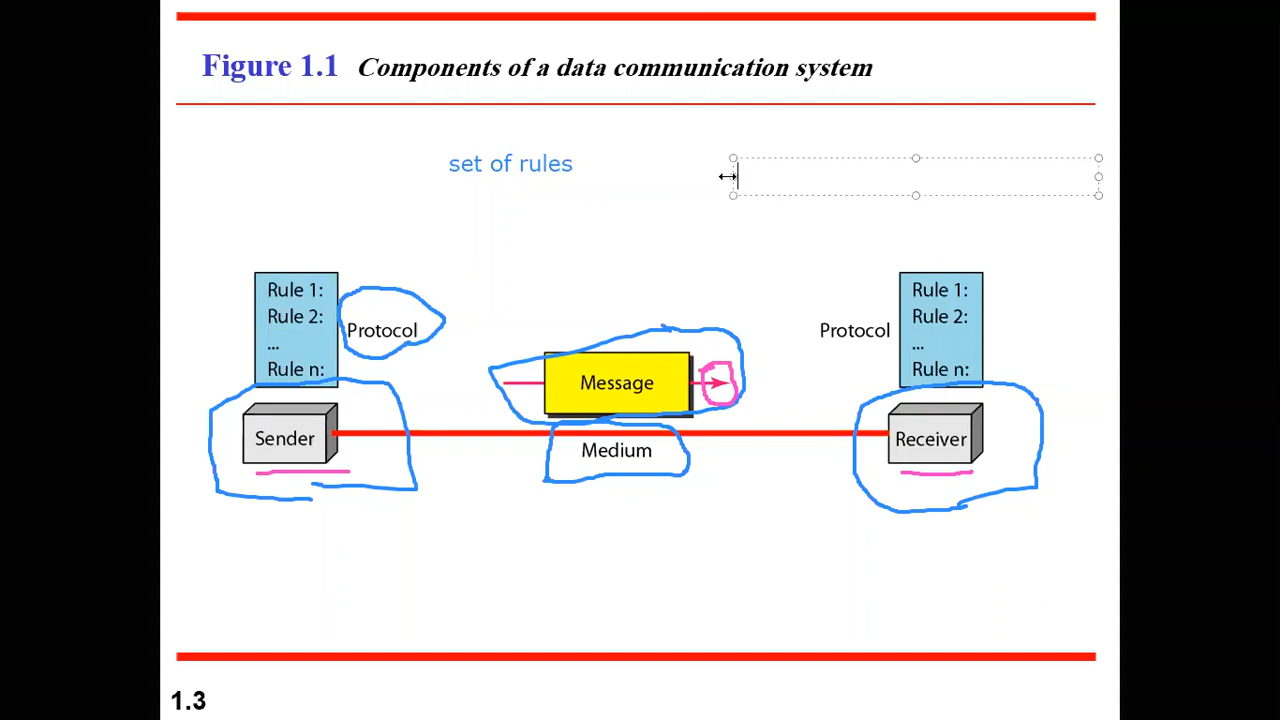 Figure 1.1 Components of a data communication system
set of rules
Rule 1:
Rule 2:
...
Rule n:
Protocol
Message
Protocol
Rule 1:
Rule 2:
...
Rule n:
Sender
Medium
Receiver
1.3